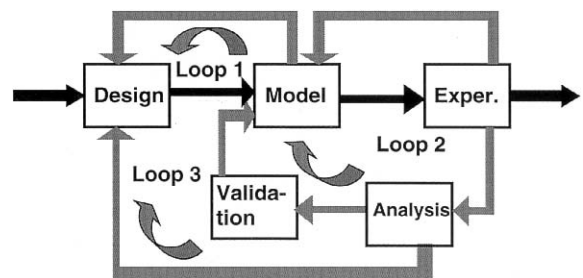 Loop 1
Design
Model
Exper.
Loop 2
Loop 3
Valida-
tion
Analysis